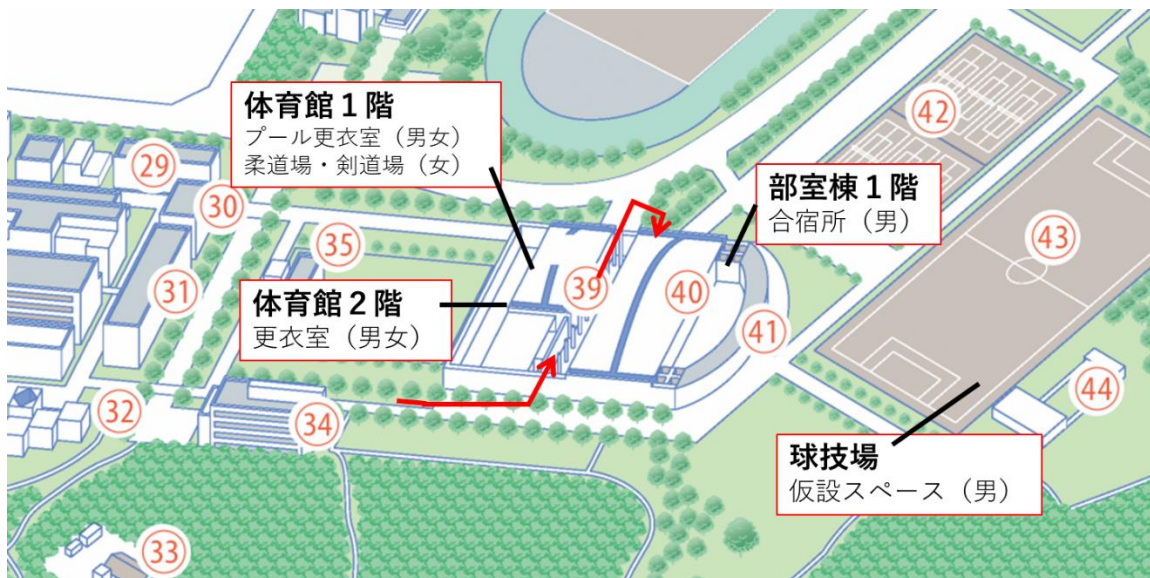 体育館１階
プール更衣室（男女）
柔道場・剣道場（女）
42
29
部室棟１階
合宿所（男）
30
35
43
31
体育館２階
更衣室（男女）
39
40
41
44
32
34
球技場
仮設スペース（男）
33